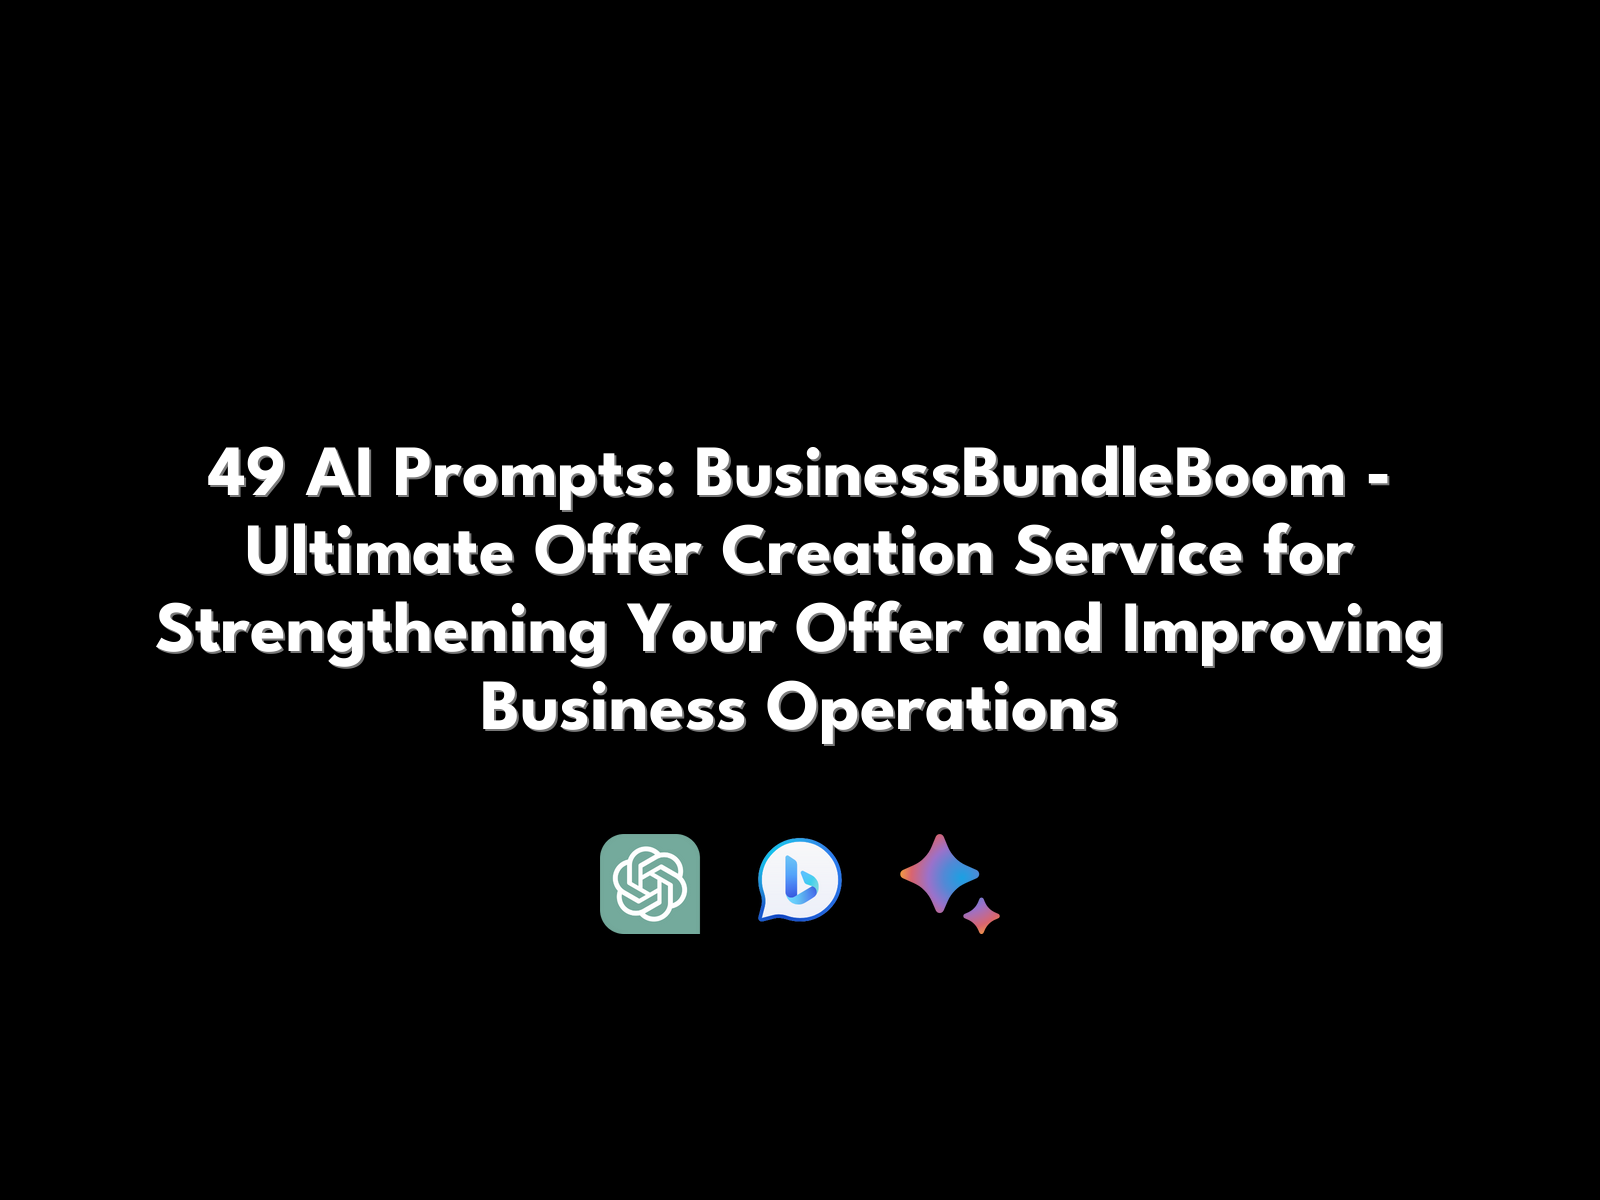 49 AI Prompts: BusinessBundleBoom -
Ultimate Offer Creation Service for
Strengthening Your Offer and Improving
Business Operations